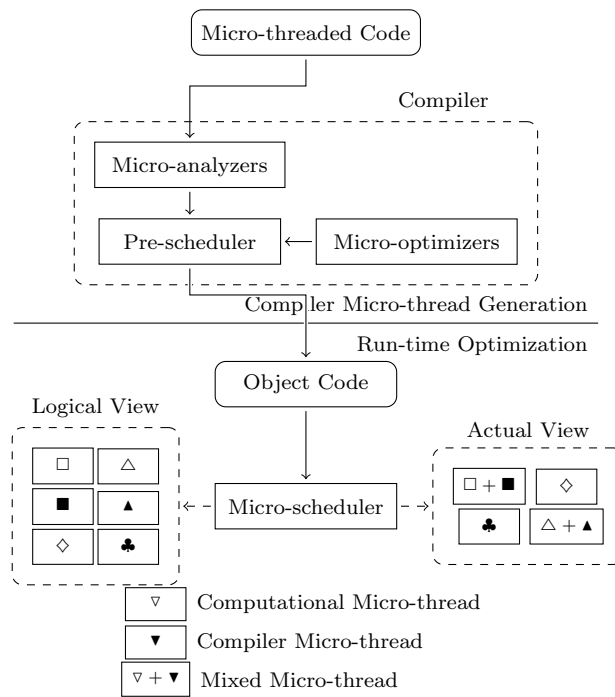 Micro-threaded Code
Compiler
Micro-analyzers
Pre-scheduler
Micro-optimizers
Compiler Micro-thread Generation
Run-time Optimization
Object Code
Logical View
Actual View
□ △
■ ▲
◇ ♣
Micro-scheduler
□ + ■ ◇
♣ △ + ▲
▽ Computational Micro-thread
▼ Compiler Micro-thread
▽ + ▼ Mixed Micro-thread